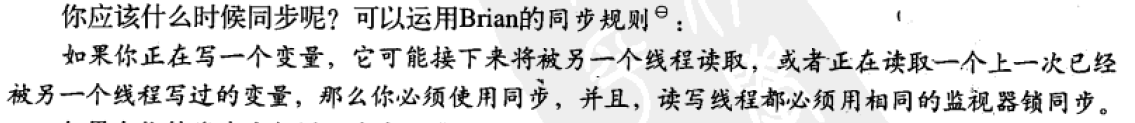 你应该什么时候同步呢？可以运用Brian的同步规则⊖：
如果你正在写一个变量，它可能接下来将被另一个线程读取，或者正在读取一个上一次已经
被另一个线程写过的变量，那么你必须使用同步，并且，读写线程都必须用相同的监视器锁同步。